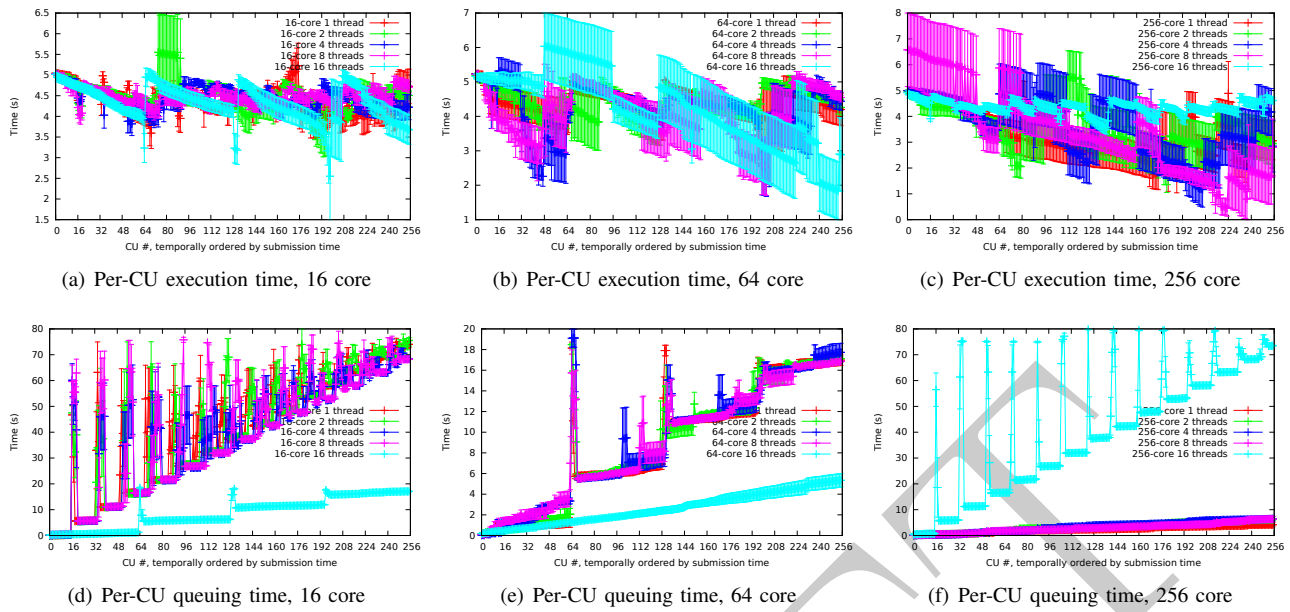 6.5
6
5.5
5
4.5
4
3.5
3
2.5
2
1.5
Time (s)
0 16 32 48 64 80 96 112 128 144 160 176 192 208 224 240 256
CU #, temporally ordered by submission time
16-core 1 thread
16-core 2 threads
16-core 4 threads
16-core 8 threads
16-core 16 threads
(a) Per-CU execution time, 16 core
7
6
5
4
3
2
1
Time (s)
0 16 32 48 64 80 96 112 128 144 160 176 192 208 224 240 256
CU #, temporally ordered by submission time
64-core 1 thread
64-core 2 threads
64-core 4 threads
64-core 8 threads
64-core 16 threads
(b) Per-CU execution time, 64 core
8
7
6
5
4
3
2
1
0
Time (s)
0 16 32 48 64 80 96 112 128 144 160 176 192 208 224 240 256
CU #, temporally ordered by submission time
256-core 1 thread
256-core 2 threads
256-core 4 threads
256-core 8 threads
256-core 16 threads
(c) Per-CU execution time, 256 core
80
70
60
50
40
30
20
10
0
Time (s)
0 16 32 48 64 80 96 112 128 144 160 176 192 208 224 240 256
CU #, temporally ordered by submission time
16-core 1 thread
16-core 2 threads
16-core 4 threads
16-core 8 threads
16-core 16 threads
(d) Per-CU queuing time, 16 core
20
18
16
14
12
10
8
6
4
2
0
Time (s)
0 16 32 48 64 80 96 112 128 144 160 176 192 208 224 240 256
CU #, temporally ordered by submission time
64-core 1 thread
64-core 2 threads
64-core 4 threads
64-core 8 threads
64-core 16 threads
(e) Per-CU queuing time, 64 core
80
70
60
50
40
30
20
10
0
Time (s)
0 16 32 48 64 80 96 112 128 144 160 176 192 208 224 240 256
CU #, temporally ordered by submission time
256-core 1 thread
256-core 2 threads
256-core 4 threads
256-core 8 threads
256-core 16 threads
(f) Per-CU queuing time, 256 core